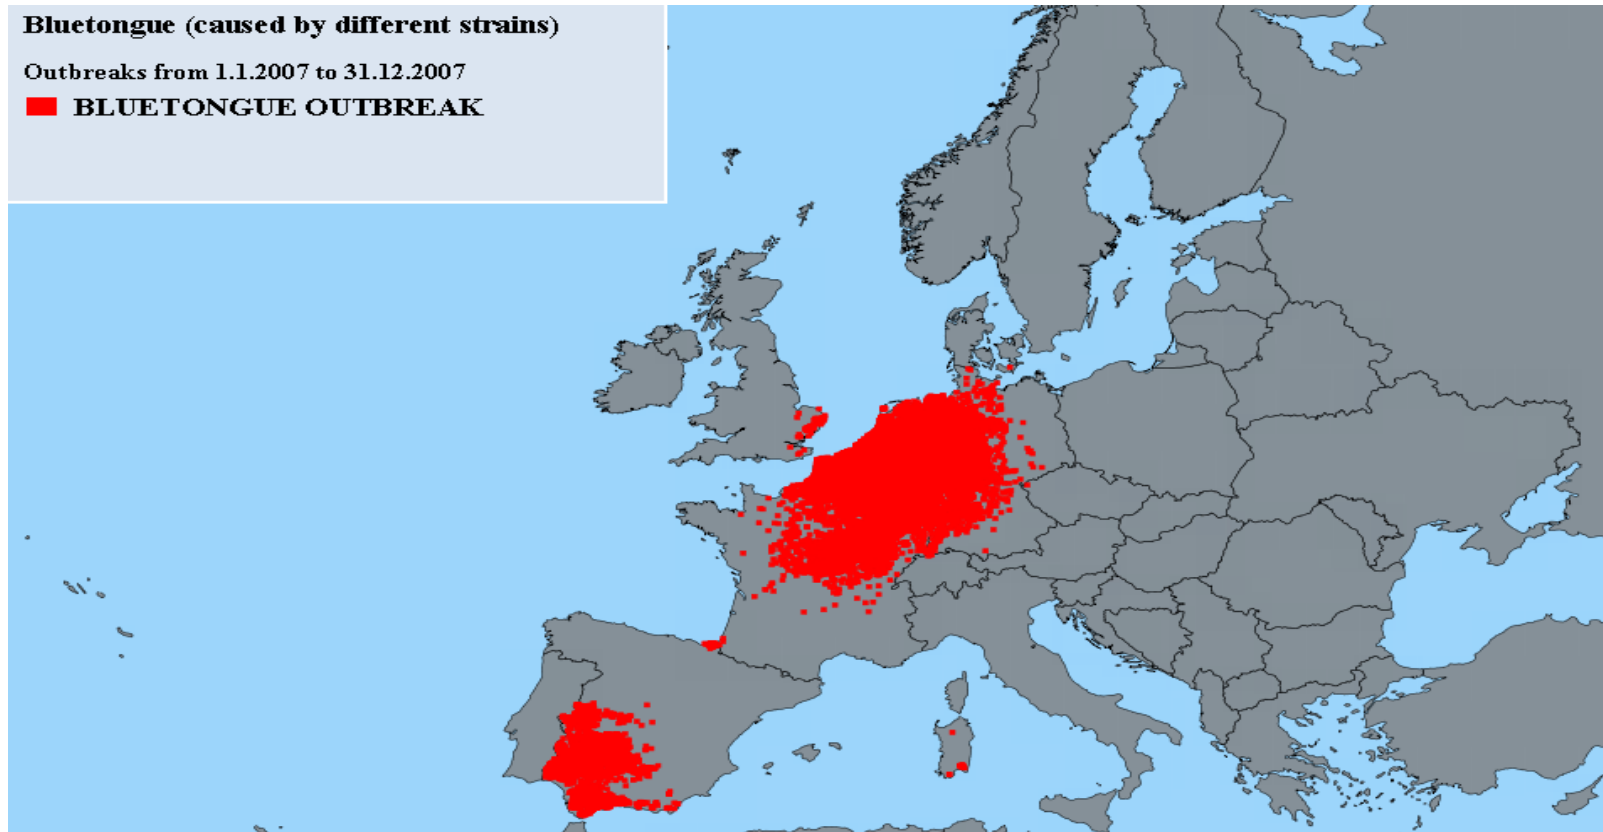 Bluetongue (caused by different strains)
Outbreaks from 1.1.2007 to 31.12.2007
BLUETONGUE OUTBREAK